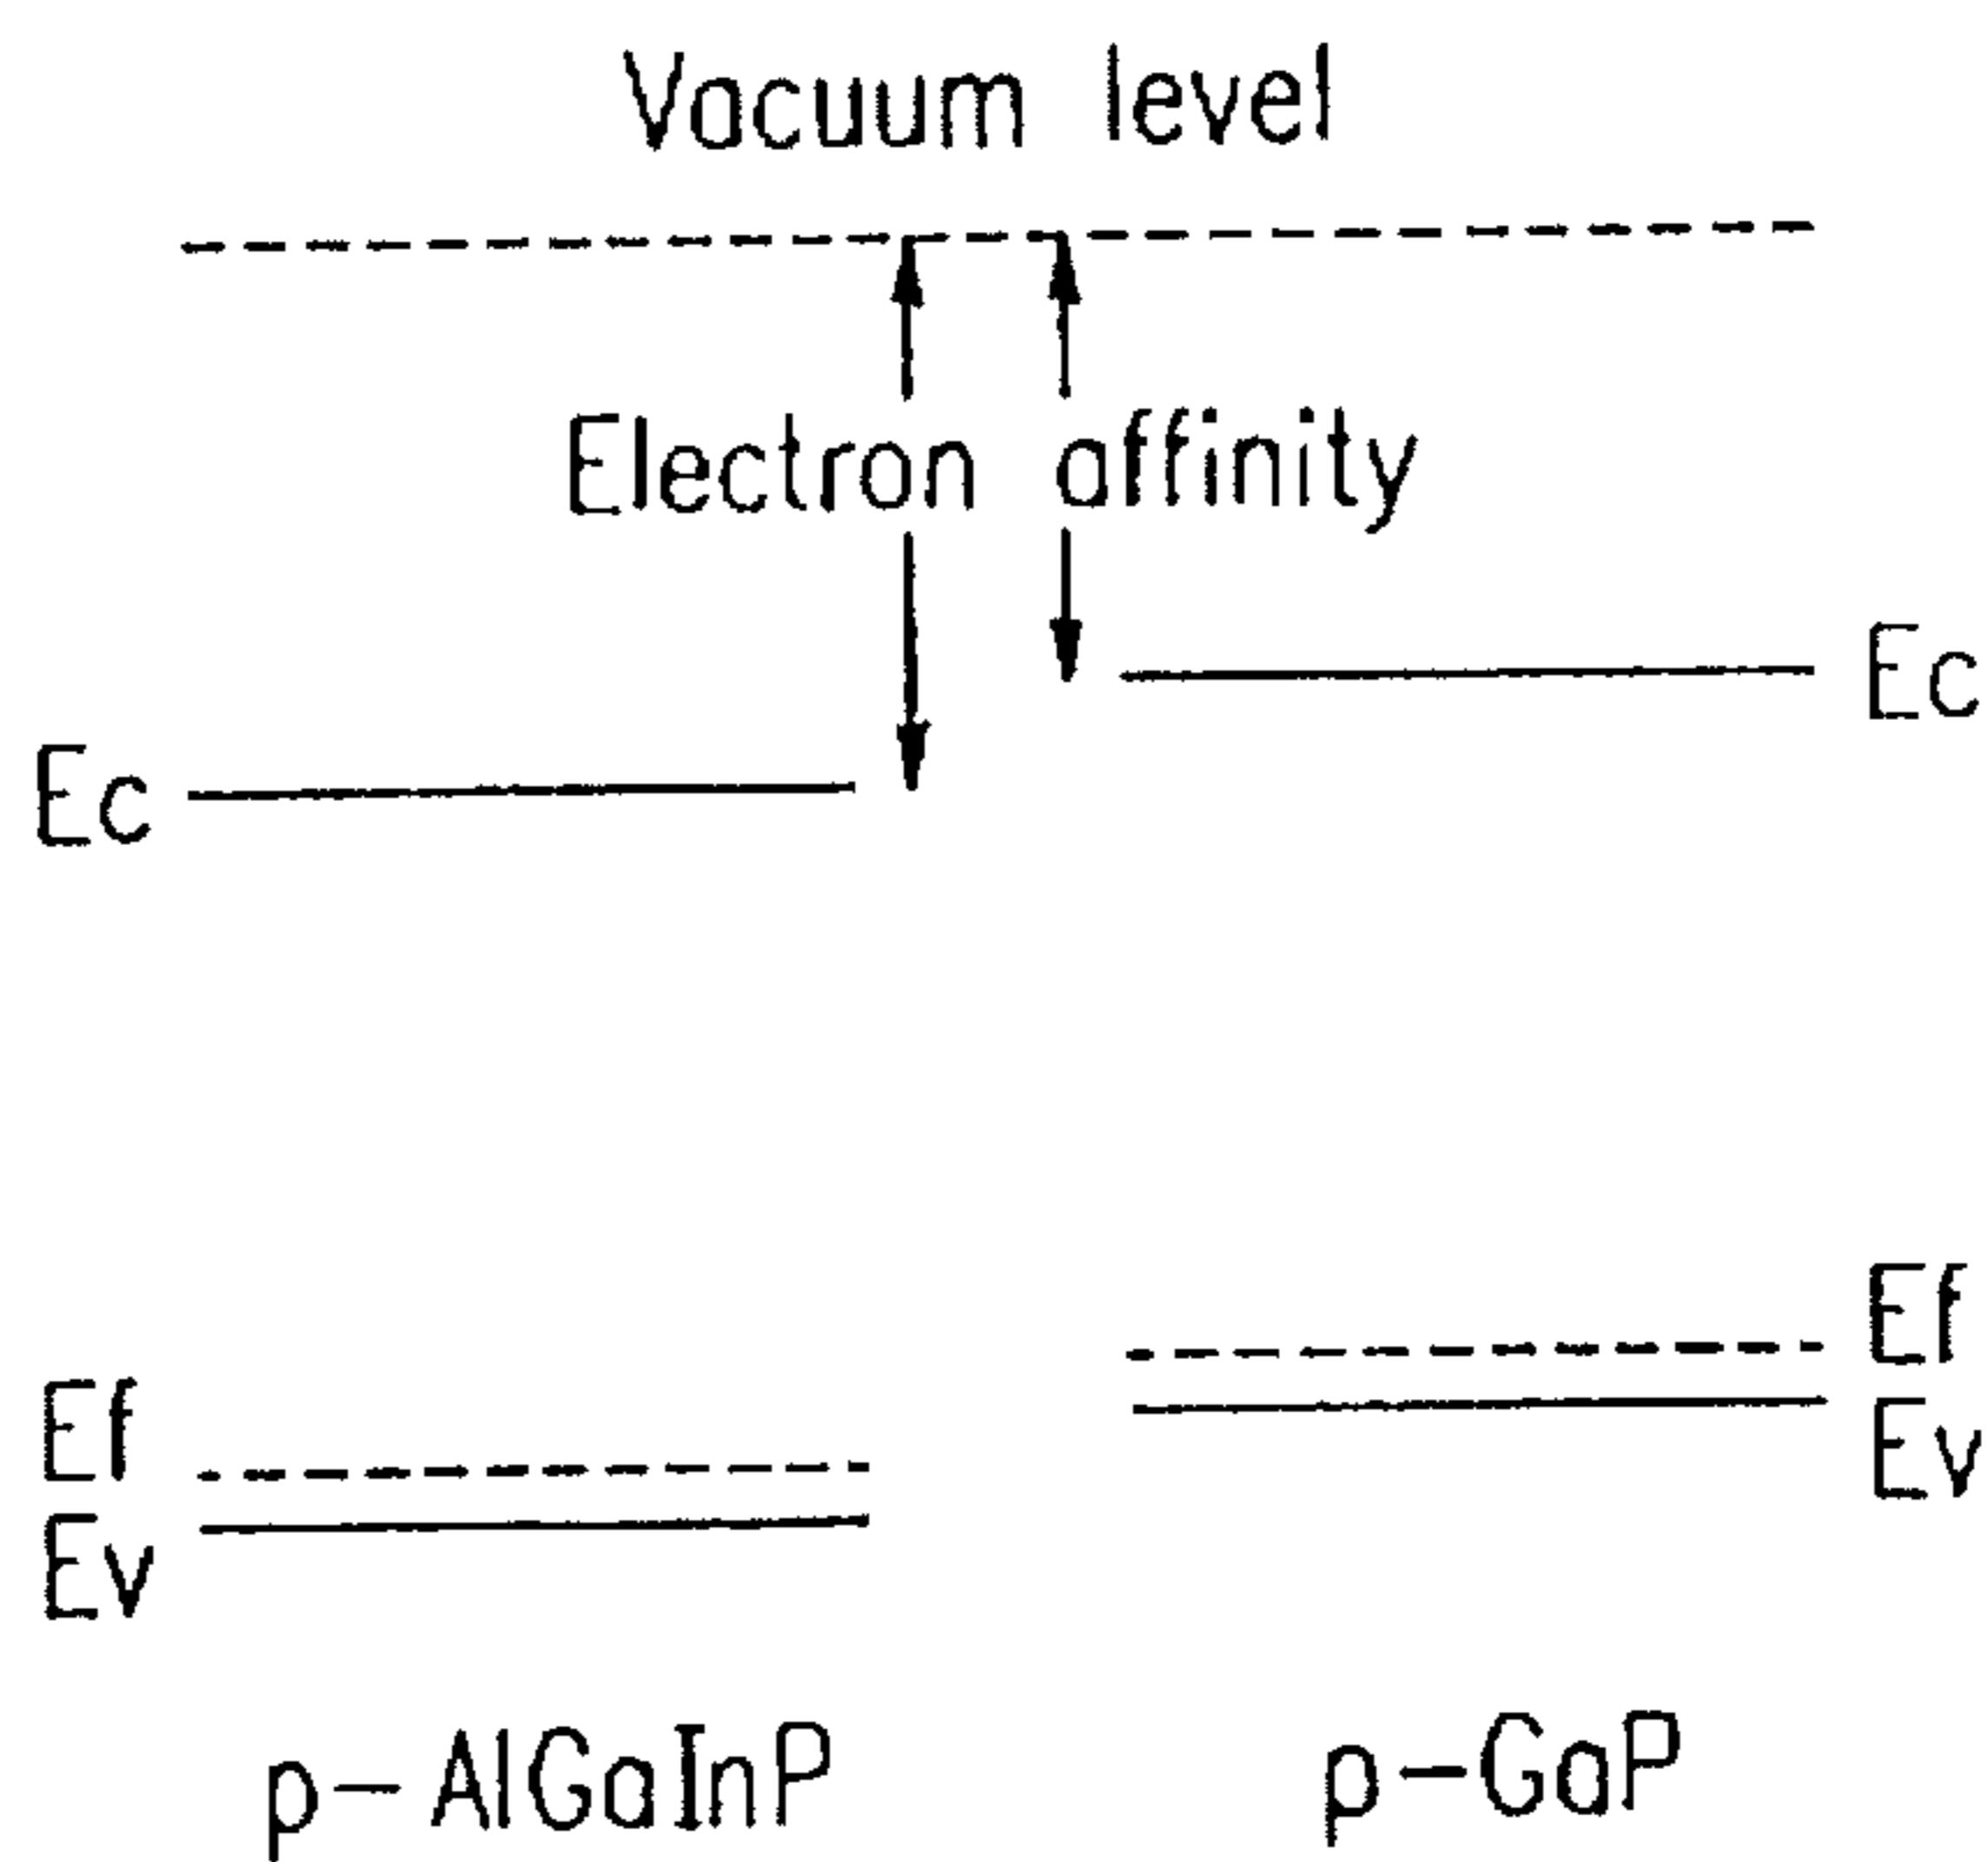 Vacuum level
Electron affinity
Ec
Ec
Ef
Ef
Ev
Ev
p-AlGaInP
p-GaP